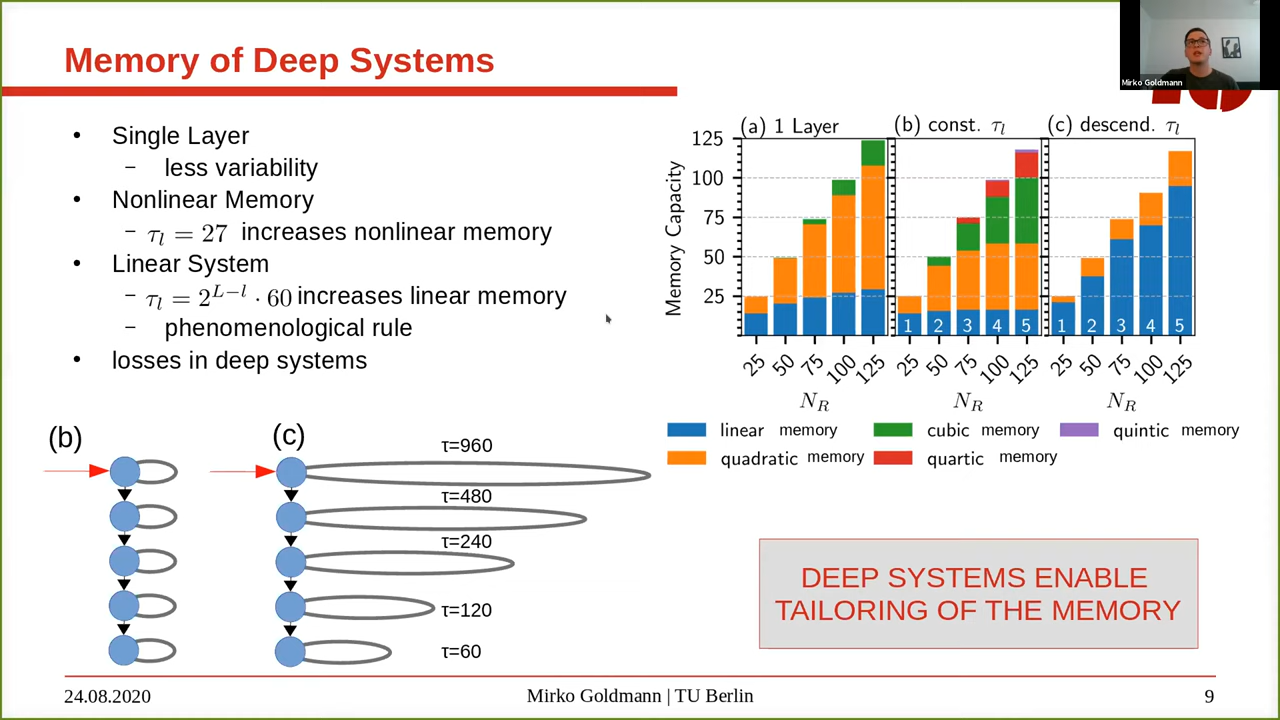 Memory of Deep Systems
Mirko Goldmann
• Single Layer
– less variability
• Nonlinear Memory
– τ_l = 27 increases nonlinear memory
• Linear System
– τ_l = 2^{L−l} · 60 increases linear memory
– phenomenological rule
• losses in deep systems
(a) 1 Layer (b) const. τ_l (c) descend. τ_l
Memory Capacity
125
100
75
50
25
1 2 3 4 5 1 2 3 4 5
25 50 75 100 125 25 50 75 100 125 25 50 75 100 125
N_R N_R N_R
linear memory cubic memory quintic memory
quadratic memory quartic memory
(b) (c)
τ=960
τ=480
τ=240
τ=120
τ=60
DEEP SYSTEMS ENABLE
TAILORING OF THE MEMORY
24.08.2020 Mirko Goldmann | TU Berlin 9